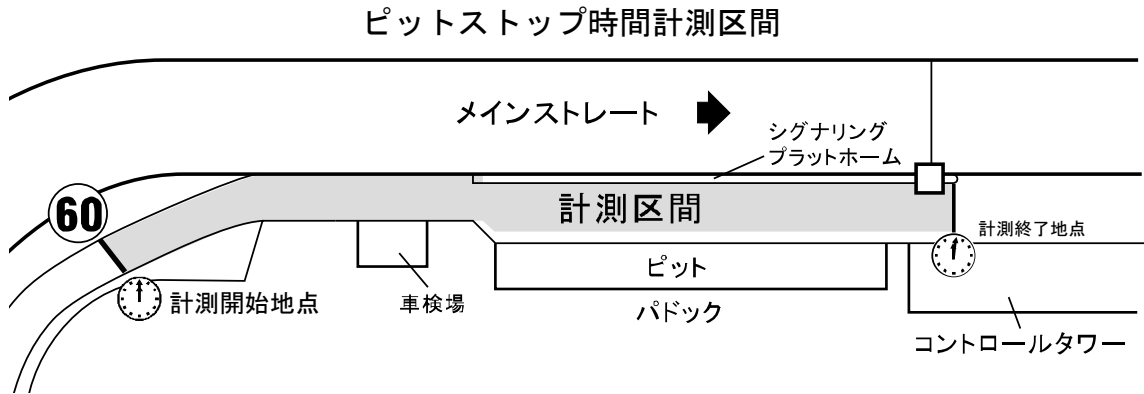 ピットストップ時間計測区間
メインストレート
シグナリング
プラットホーム
60
計測区間
計測終了地点
ピット
計測開始地点
車検場
パドック
コントロールタワー